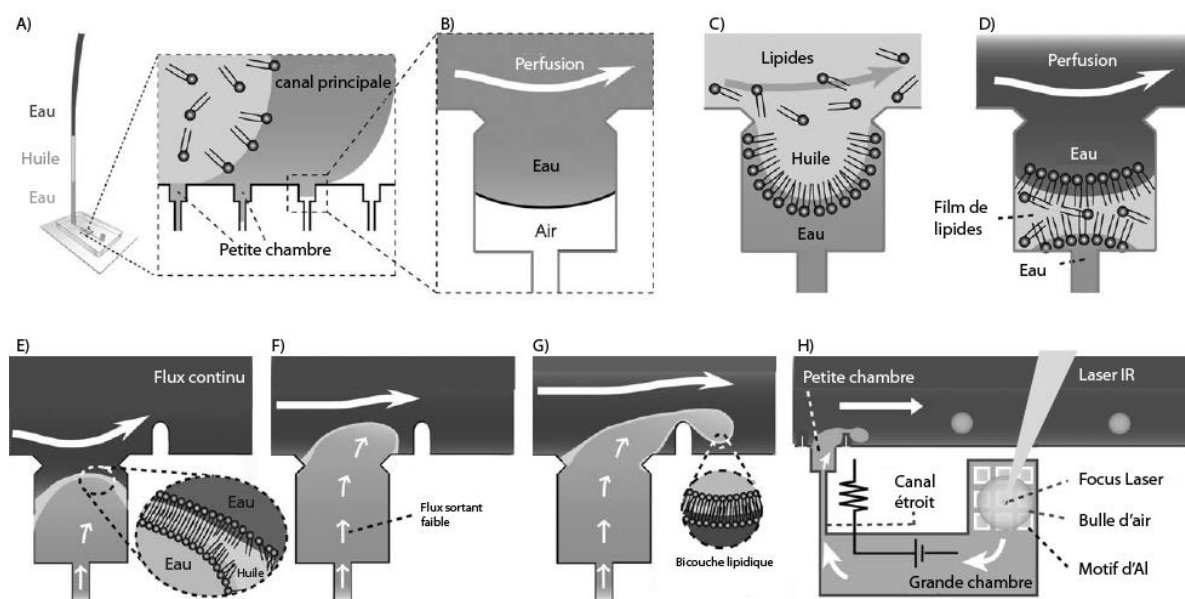 A)
Eau
Huile
Eau
canal principale
Petite chambre
B)
Perfusion
Eau
Air
C)
Lipides
Huile
Eau
D)
Perfusion
Eau
Film de
lipides
Eau
E)
Flux continu
Eau
Eau
Huile
F)
Flux sortant
faible
G)
Bicouche lipidique
H)
Petite chambre
Laser IR
Canal
étroit
Focus Laser
Bulle d'air
Motif d'Al
Grande chambre